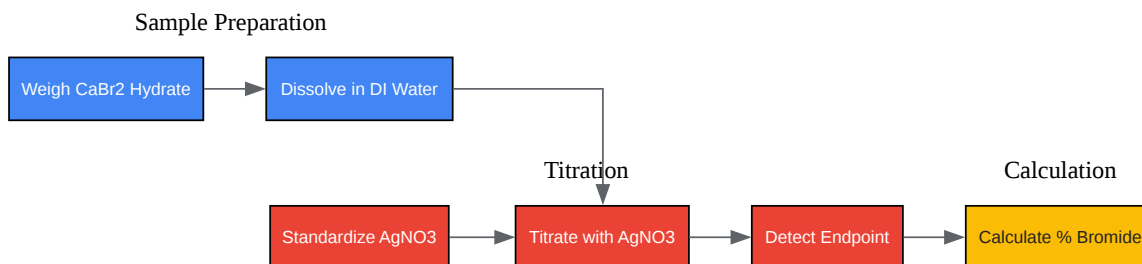 Sample Preparation
Weigh CaBr2 Hydrate
Dissolve in DI Water
Titration
Calculation
Standardize AgNO3
Titrate with AgNO3
Detect Endpoint
Calculate % Bromide